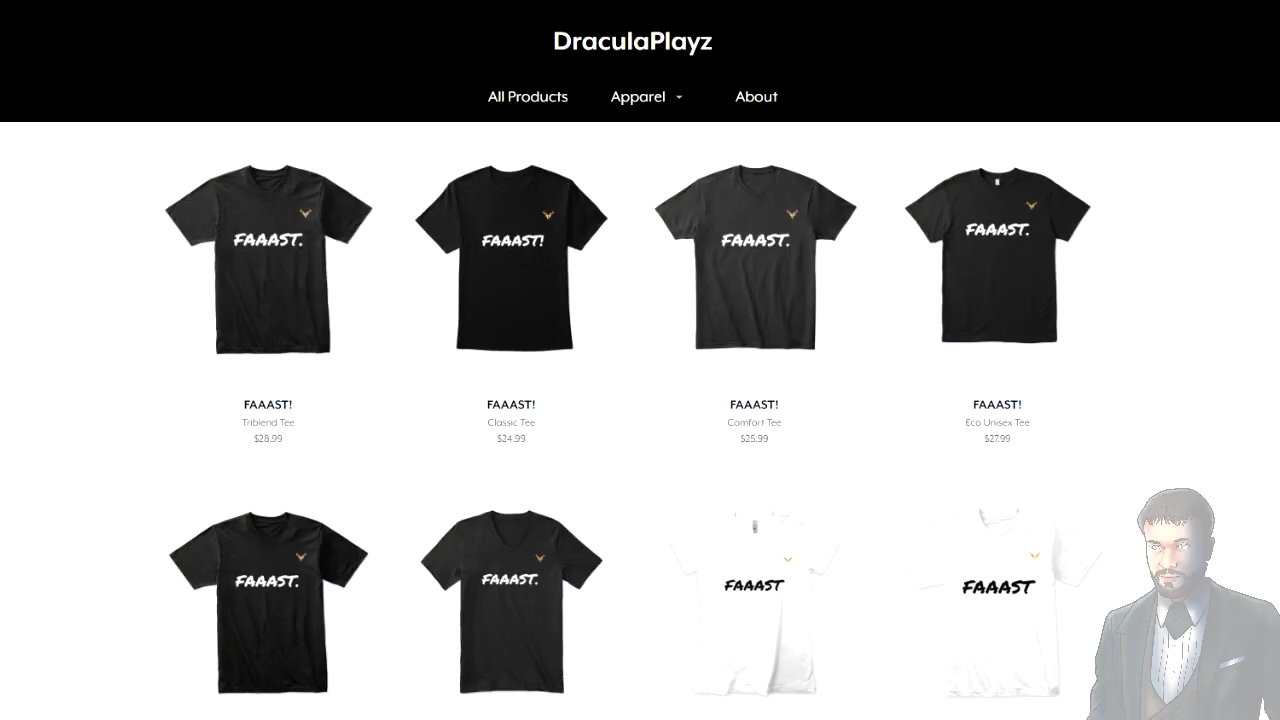 DraculaPlayz
All Products Apparel About
FAAAST. FAAAST! FAAAST. FAAAST.
FAAAST! FAAAST! FAAAST! FAAAST!
Triblend Tee Classic Tee Comfort Tee Eco Unisex Tee
$28.99 $24.99 $25.99 $27.99
FAAAST. FAAAST. FAAAST FAAAST